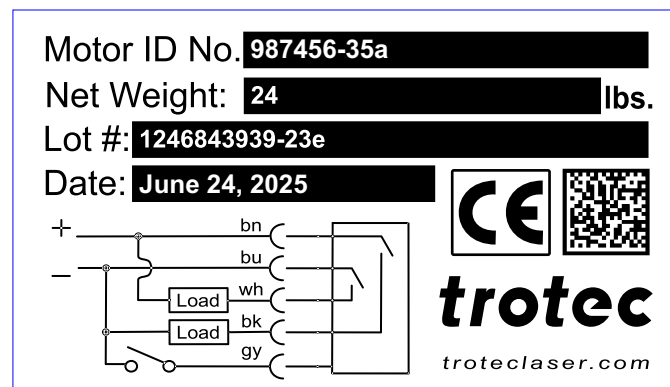 Motor ID No. 987456-35a
Net Weight: 24 lbs.
Lot #: 1246843939-23e
Date: June 24, 2025
CE
+
bn
−
bu
Load wh
Load bk
gy
trotec
troteclaser.com